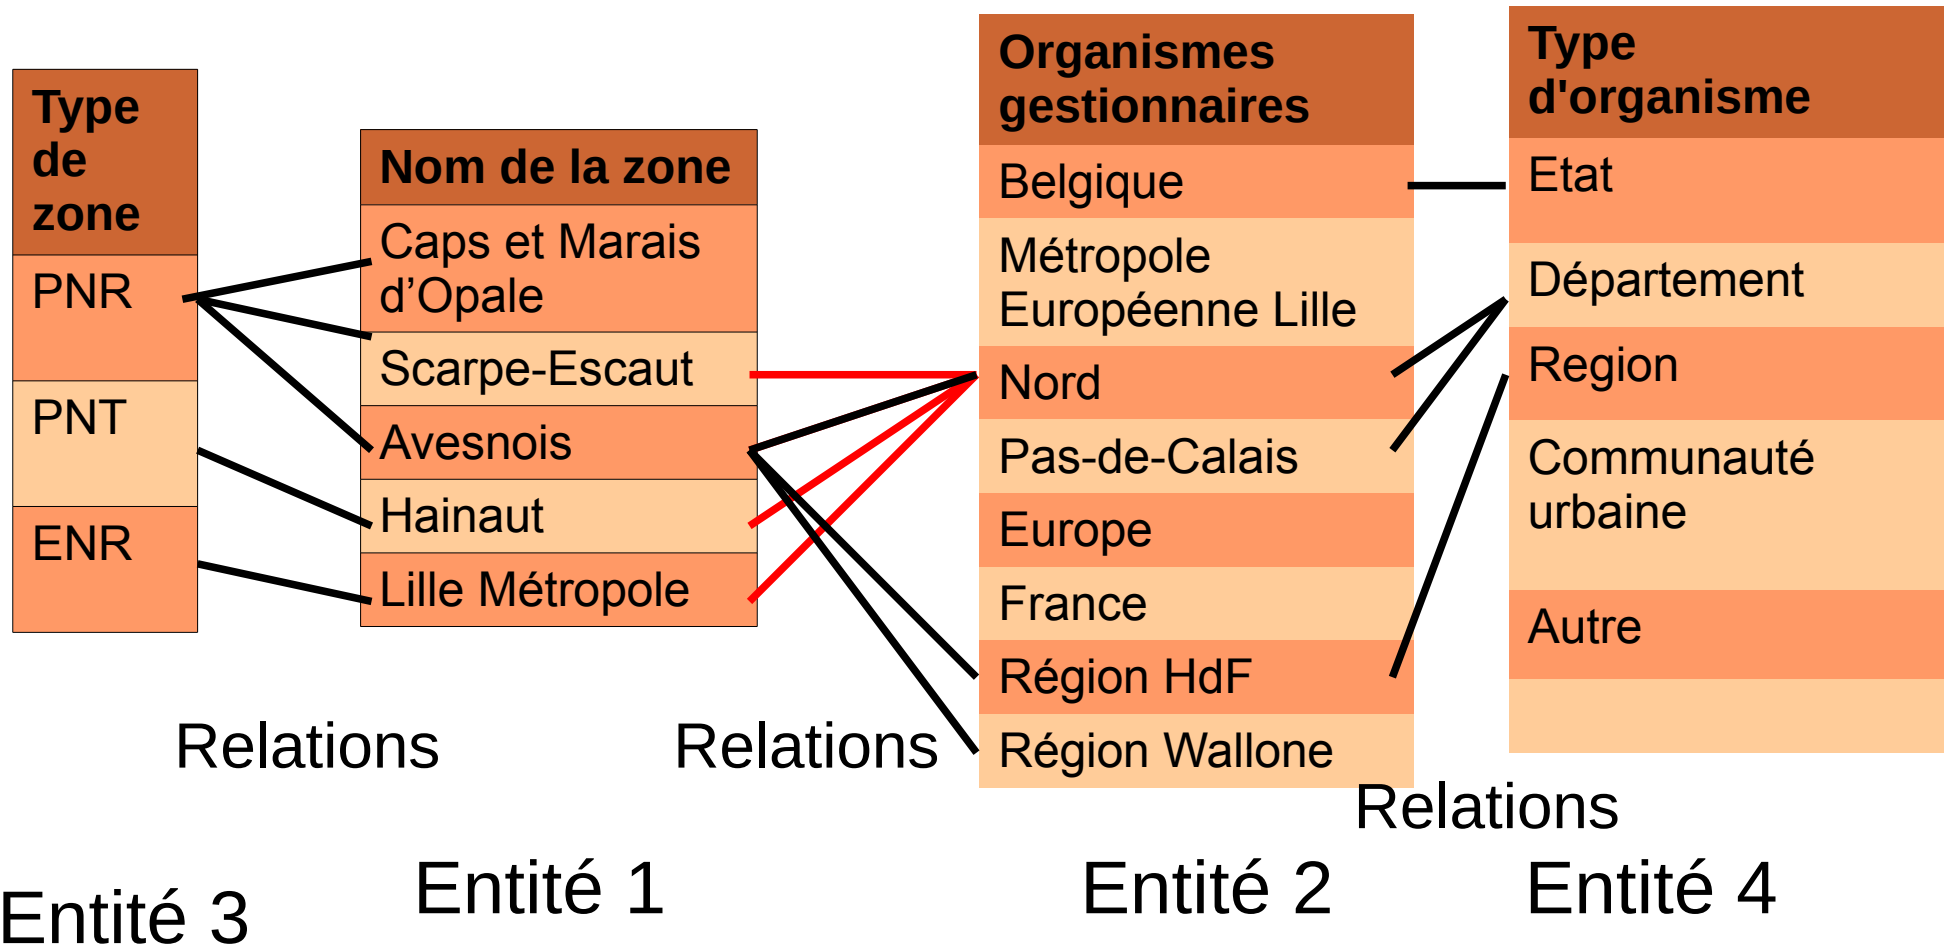 Type
de
zone
PNR
PNT
ENR
Nom de la zone
Caps et Marais
d’Opale
Scarpe-Escaut
Avesnois
Hainaut
Lille Métropole
Organismes
gestionnaires
Belgique
Métropole
Européenne Lille
Nord
Pas-de-Calais
Europe
France
Région HdF
Région Wallone
Type
d'organisme
Etat
Département
Region
Communauté
urbaine
Autre
Relations
Relations
Relations
Entité 3
Entité 1
Entité 2
Entité 4